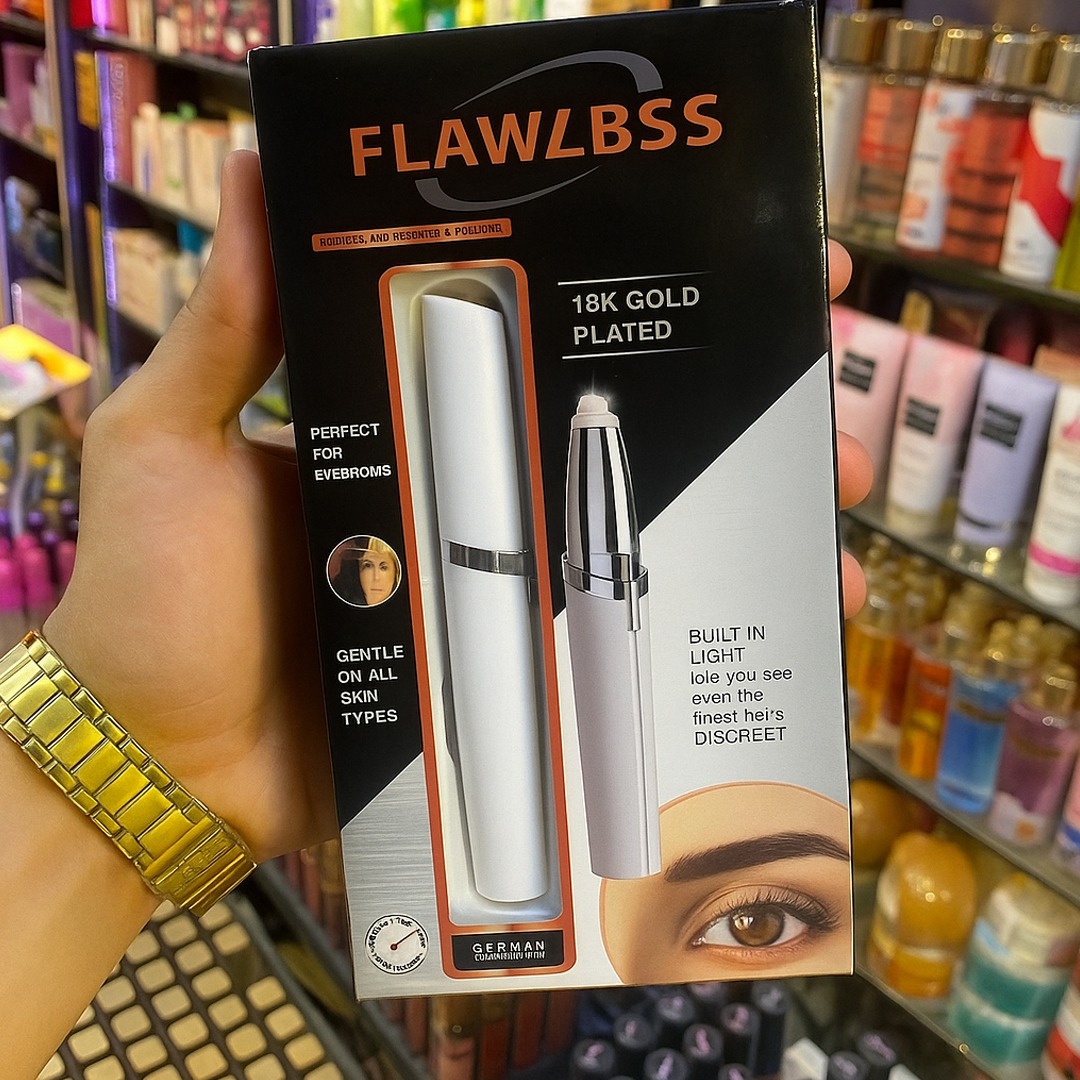 FLAWLBSS
ROIDICES, AND RESONTER & POELIOND,
18K GOLD
PLATED
PERFECT
FOR
EVEBROMS
GENTLE
ON ALL
SKIN
TYPES
BUILT IN
LIGHT
lole you see
even the
finest hei's
DISCREET
GERMAN